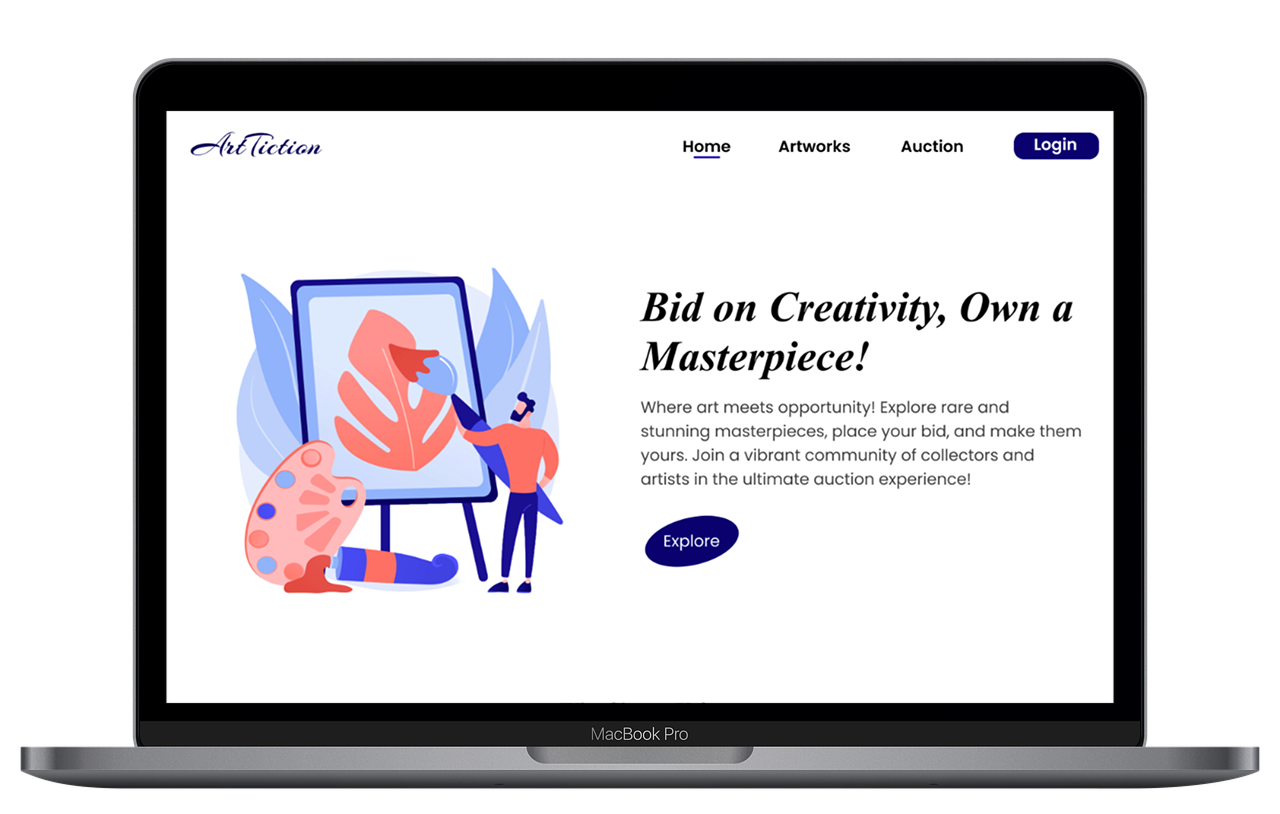 ArtTiction
Home Artworks Auction Login
Bid on Creativity, Own a
Masterpiece!
Where art meets opportunity! Explore rare and
stunning masterpieces, place your bid, and make them
yours. Join a vibrant community of collectors and
artists in the ultimate auction experience!
Explore
MacBook Pro